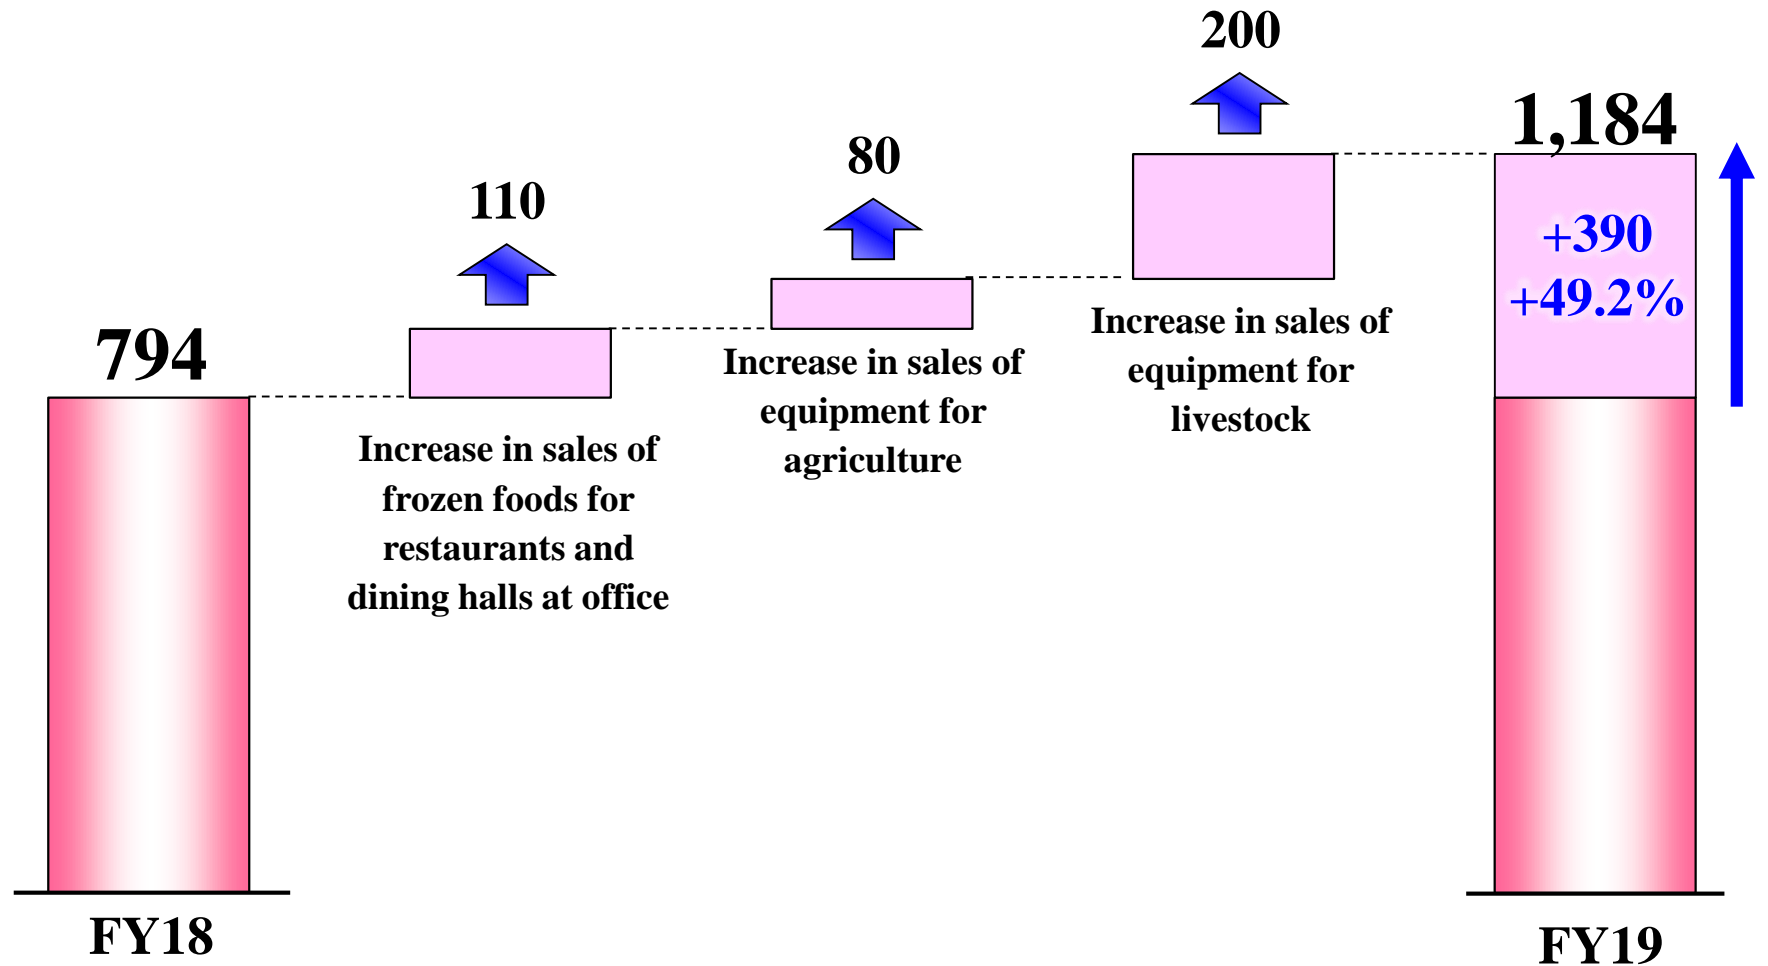 200
1,184
80
110
+390
+49.2%
794
Increase in sales of
equipment for
livestock
Increase in sales of
equipment for
agriculture
Increase in sales of
frozen foods for
restaurants and
dining halls at office
FY18
FY19